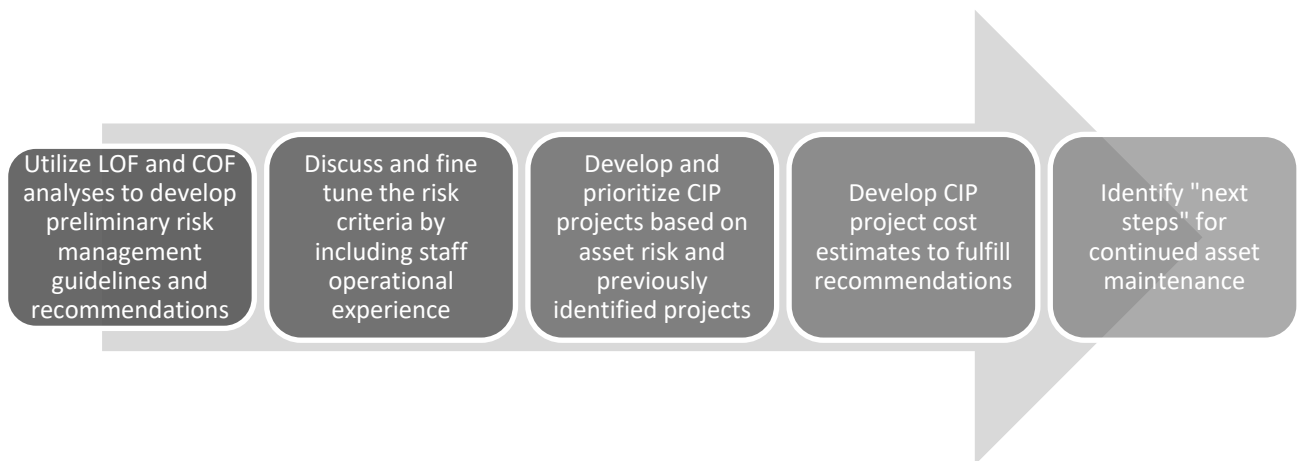 Utilize LOF and COF
analyses to develop
preliminary risk
management
guidelines and
recommendations
Discuss and fine
tune the risk
criteria by
including staff
operational
experience
Develop and
prioritize CIP
projects based on
asset risk and
previously
identified projects
Develop CIP
project cost
estimates to fulfill
recommendations
Identify "next
steps" for
continued asset
maintenance